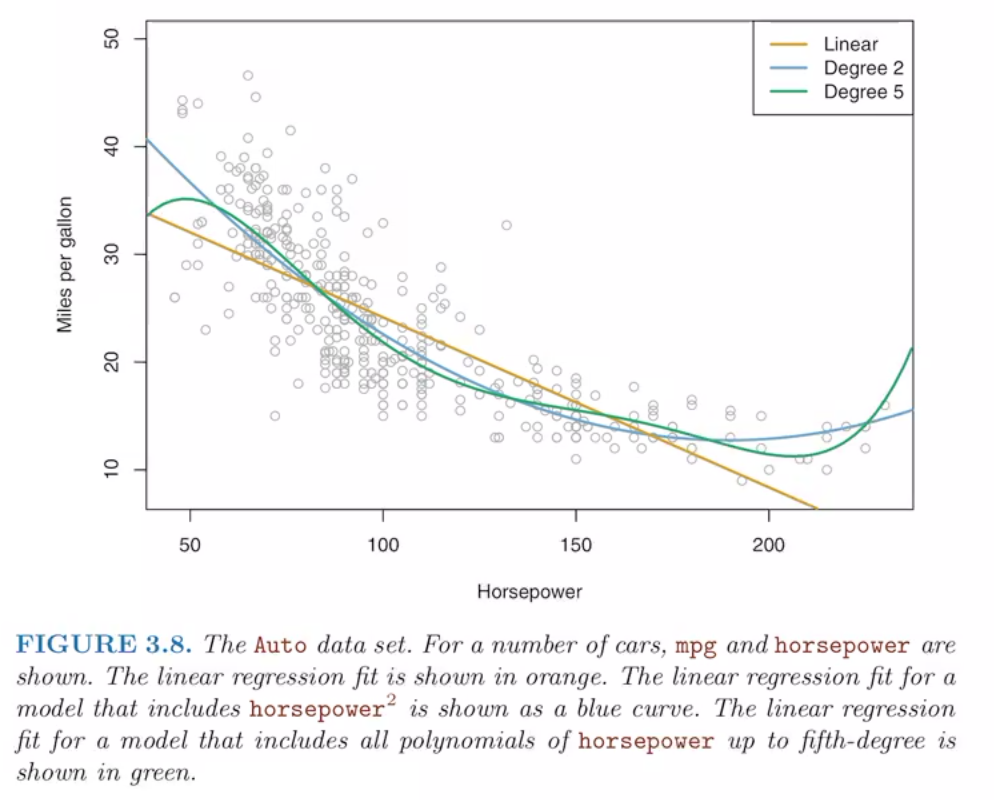 50
40
30
20
10
Miles per gallon
Linear
Degree 2
Degree 5
50 100 150 200
Horsepower
FIGURE 3.8. The Auto data set. For a number of cars, mpg and horsepower are
shown. The linear regression fit is shown in orange. The linear regression fit for a
model that includes horsepower² is shown as a blue curve. The linear regression
fit for a model that includes all polynomials of horsepower up to fifth-degree is
shown in green.